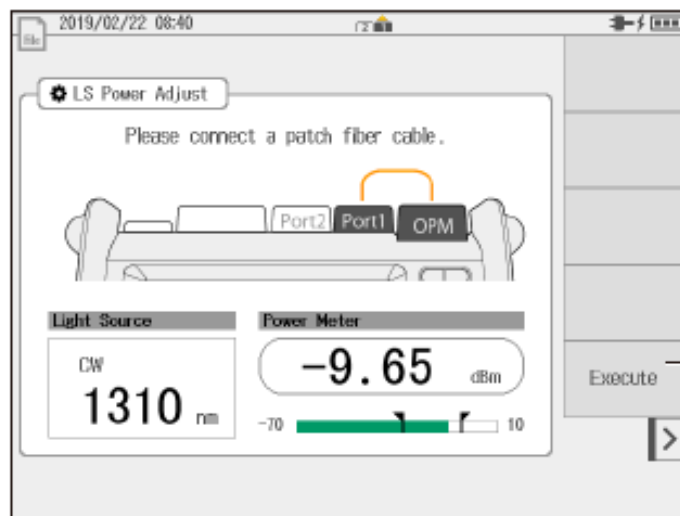 2019/02/22 08:40
File
LS Power Adjust
Please connect a patch fiber cable.
Port2 Port1 OPM
Light Source
Power Meter
CW
1310 nm
-9.65 dBm
-70 10
Execute